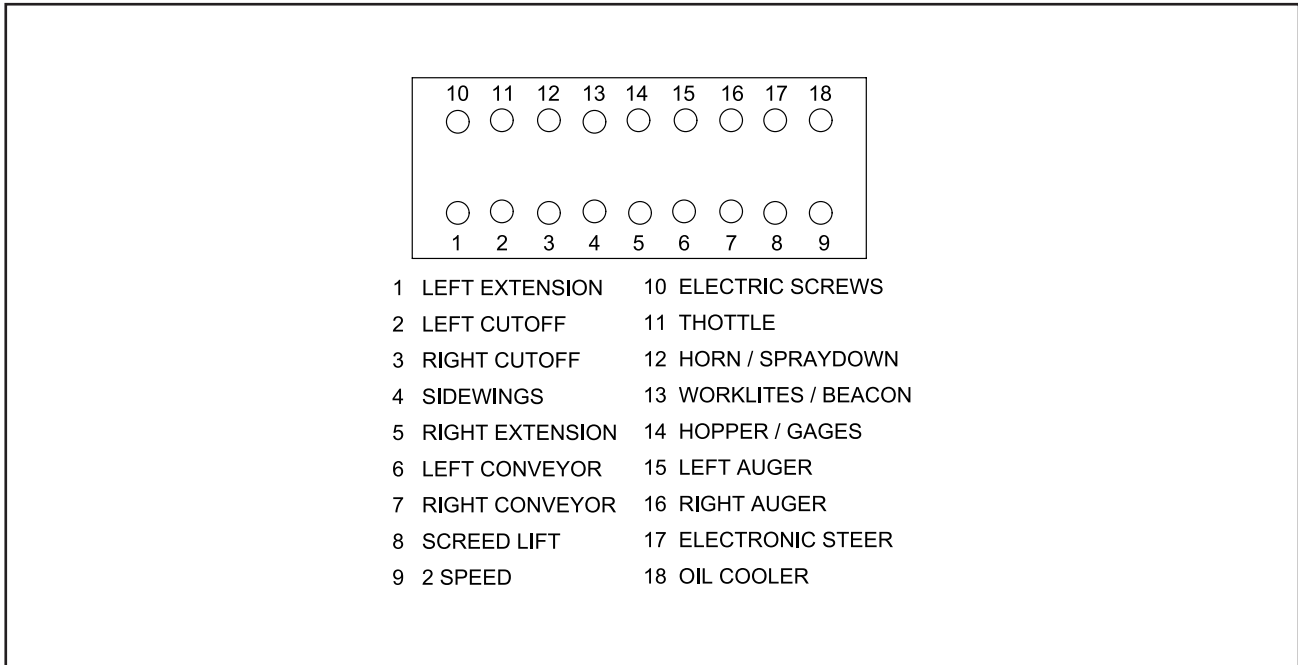 10 11 12 13 14 15 16 17 18
1 2 3 4 5 6 7 8 9
1 LEFT EXTENSION
2 LEFT CUTOFF
3 RIGHT CUTOFF
4 SIDEWINGS
5 RIGHT EXTENSION
6 LEFT CONVEYOR
7 RIGHT CONVEYOR
8 SCREED LIFT
9 2 SPEED
10 ELECTRIC SCREWS
11 THOTTLE
12 HORN / SPRAYDOWN
13 WORKLITES / BEACON
14 HOPPER / GAGES
15 LEFT AUGER
16 RIGHT AUGER
17 ELECTRONIC STEER
18 OIL COOLER